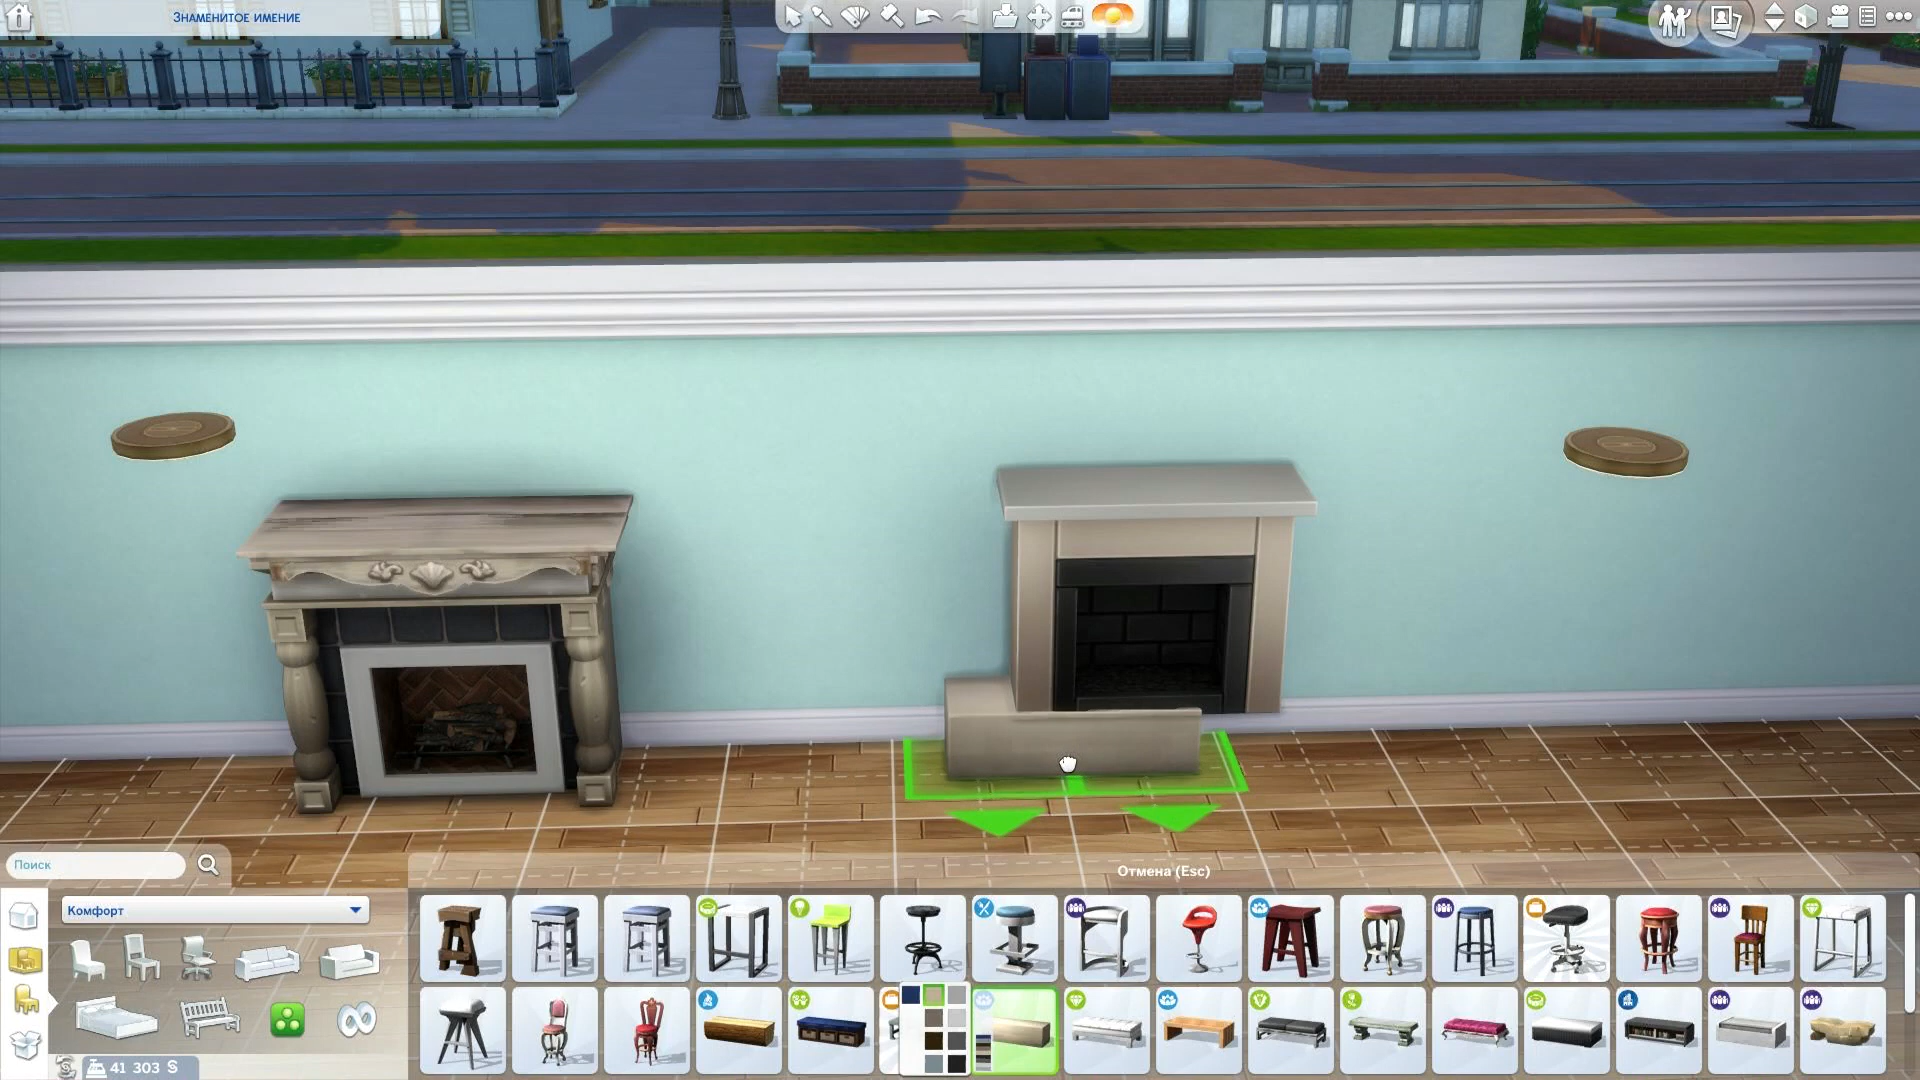 Знаменитое имение
Поиск
Отмена (Esc)
Комфорт
41 303 S